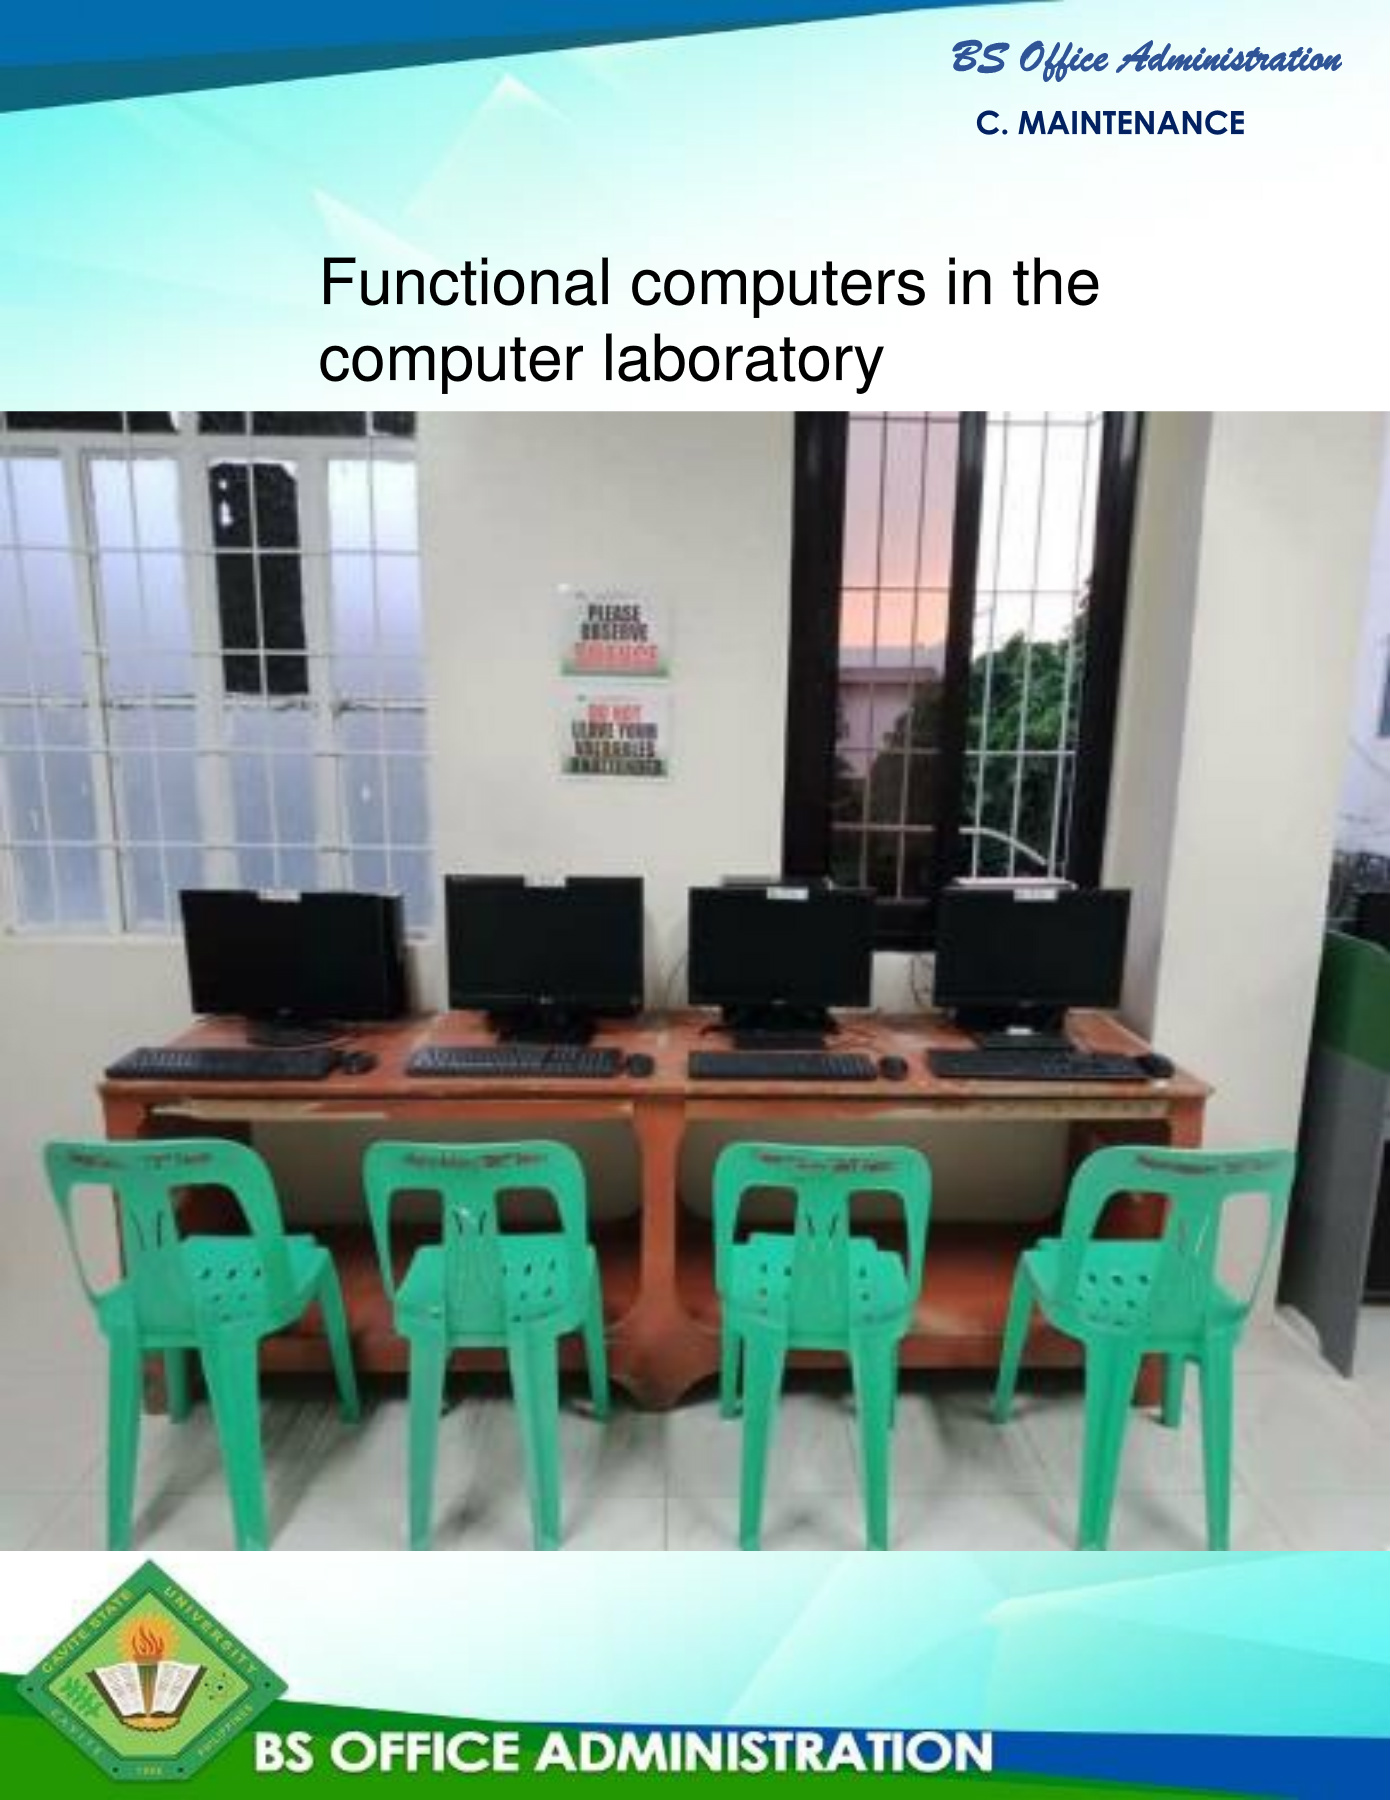 BS Office Administration
C. MAINTENANCE
Functional computers in the
computer laboratory
PLEASE
OBSERVE
SILENCE
DO NOT
LEAVE YOUR
VALUABLES
UNATTENDED
CAVITE STATE UNIVERSITY
CAVITE PHILIPPINES
1906
BS OFFICE ADMINISTRATION